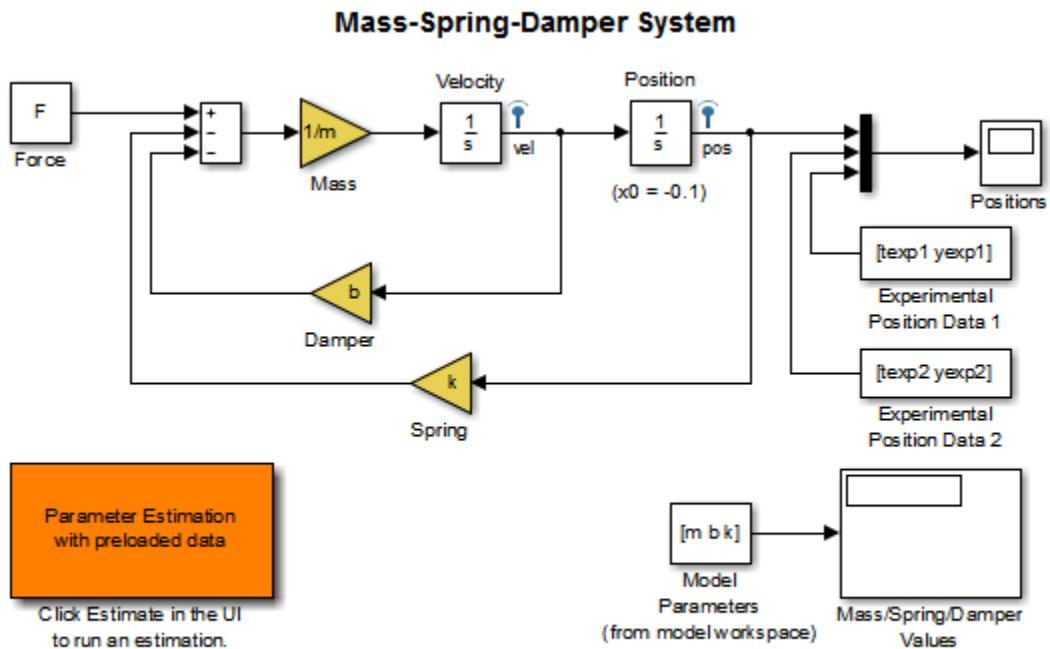 Mass-Spring-Damper System
Velocity
Position
F
+
−
−
1/m
1
s
vel
1
s
pos
Force
Mass
(x0 = -0.1)
Positions
[texp1 yexp1]
b
Experimental
Position Data 1
Damper
k
[texp2 yexp2]
Spring
Experimental
Position Data 2
Parameter Estimation
with preloaded data
[m b k]
Model
Parameters
(from model workspace)
Click Estimate in the UI
to run an estimation.
Mass/Spring/Damper
Values